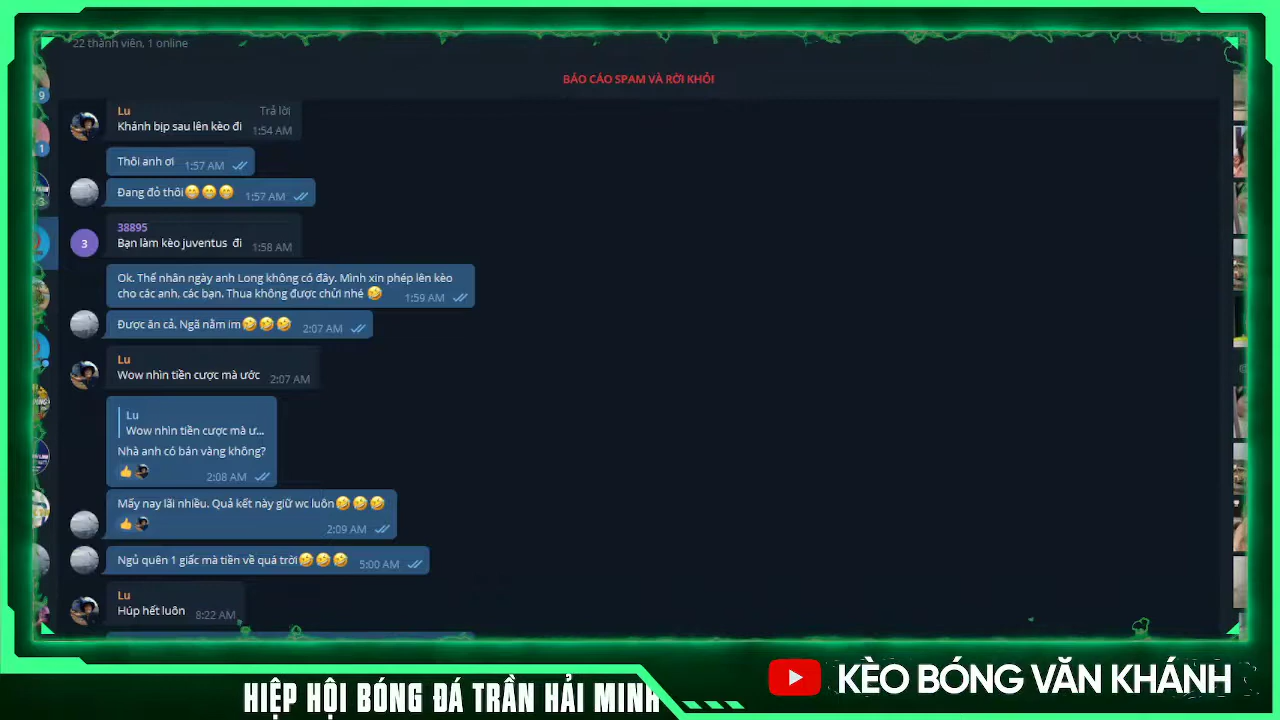 22 thành viên, 1 online
BÁO CÁO SPAM VÀ RỜI KHỎI
9
Lu
Trả lời
Khánh bịp sau lên kèo đi
1:54 AM
1
Thôi anh ơi
1:57 AM
Đang đỏ thôi😁😁😁
1:57 AM
3
38895
3
Bạn làm kèo juventus đi
1:58 AM
Ok. Thế nhân ngày anh Long không có đây. Mình xin phép lên kèo
cho các anh, các bạn. Thua không được chửi nhé 🤣
1:59 AM
Được ăn cả. Ngã nằm im🤣🤣🤣
2:07 AM
Lu
Wow nhìn tiền cược mà ước
2:07 AM
Lu
Wow nhìn tiền cược mà ư...
Nhà anh có bán vàng không?
👍
2:08 AM
Mấy nay lãi nhiều. Quả kết này giữ wc luôn🤣🤣🤣
👍
2:09 AM
Ngủ quên 1 giấc mà tiền về quá trời🤣🤣🤣
5:00 AM
Lu
Húp hết luôn
8:22 AM
KÈO BÓNG VĂN KHÁNH
HIỆP HỘI BÓNG ĐÁ TRẦN HẢI MINH